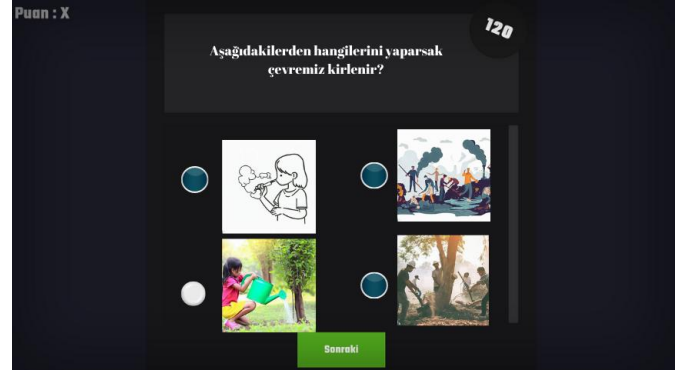 Puan : X
120
Aşağıdakilerden hangilerini yaparsak
çevremiz kirlenir?
Sonraki